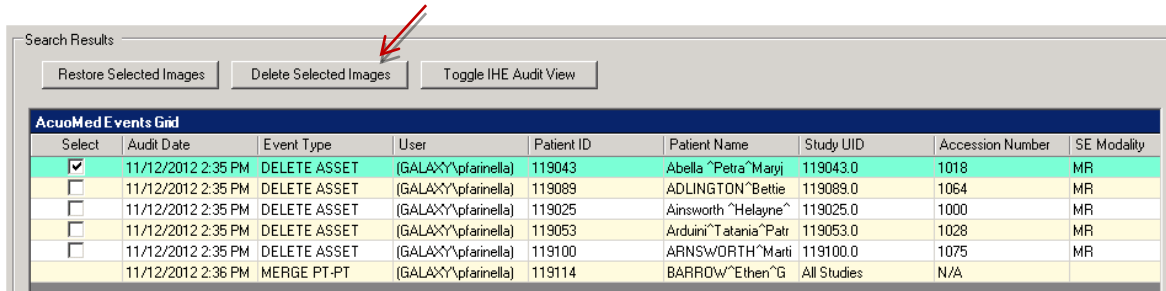 Search Results
Restore Selected Images Delete Selected Images Toggle IHE Audit View
AcuoMed Events Grid
Select Audit Date Event Type User Patient ID Patient Name Study UID Accession Number SE Modality
11/12/2012 2:35 PM DELETE ASSET (GALAXY\pfarinella) 119043 Abella ^Petra^Maryj 119043.0 1018 MR
11/12/2012 2:35 PM DELETE ASSET (GALAXY\pfarinella) 119089 ADLINGTON^Bettie 119089.0 1064 MR
11/12/2012 2:35 PM DELETE ASSET (GALAXY\pfarinella) 119025 Ainsworth ^Helayne^ 119025.0 1000 MR
11/12/2012 2:35 PM DELETE ASSET (GALAXY\pfarinella) 119053 Arduini^Tatania^Patr 119053.0 1028 MR
11/12/2012 2:35 PM DELETE ASSET (GALAXY\pfarinella) 119100 ARNSWORTH^Marti 119100.0 1075 MR
11/12/2012 2:36 PM MERGE PT-PT (GALAXY\pfarinella) 119114 BARROW^Ethen^G All Studies N/A